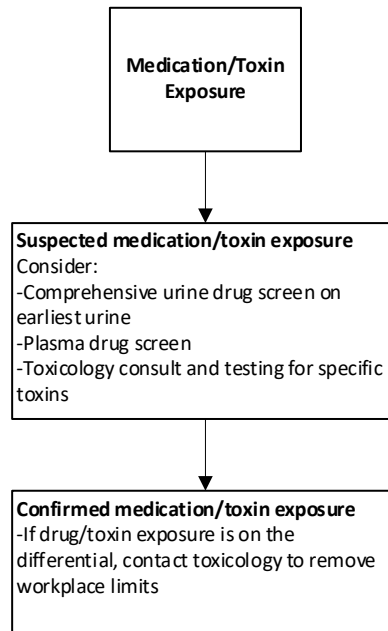 Medication/Toxin
Exposure
Suspected medication/toxin exposure
Consider:
-Comprehensive urine drug screen on
earliest urine
-Plasma drug screen
-Toxicology consult and testing for specific
toxins
Confirmed medication/toxin exposure
-If drug/toxin exposure is on the
differential, contact toxicology to remove
workplace limits